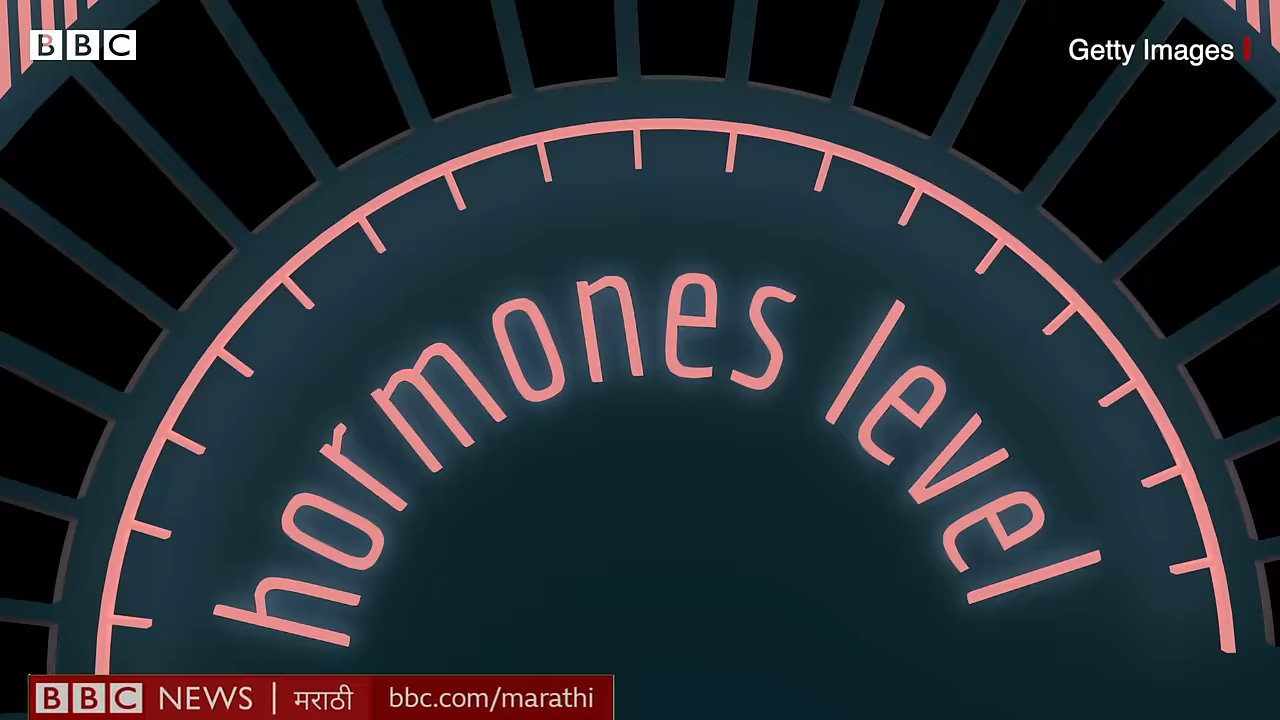 BBC
Getty Images
hormones level
BBC NEWS | मराठी bbc.com/marathi